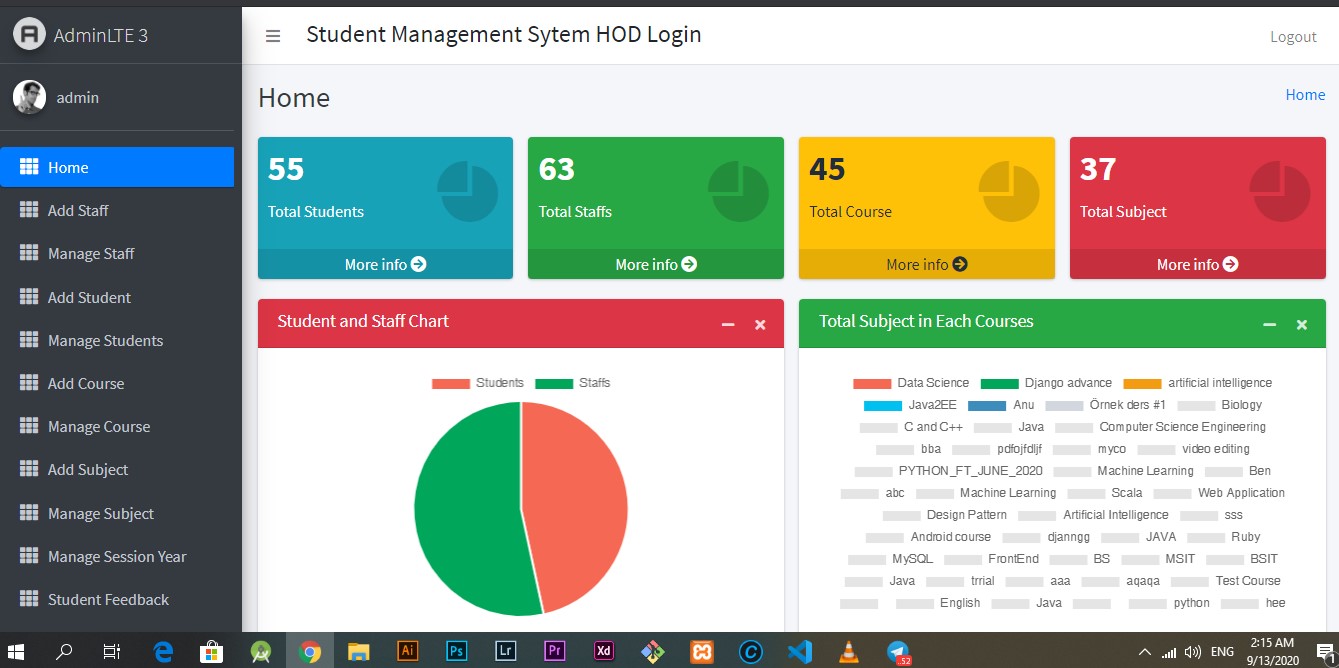 AdminLTE 3
Student Management Sytem HOD Login
Logout
admin
Home
Home
Home
Add Staff
Manage Staff
Add Student
Manage Students
Add Course
Manage Course
Add Subject
Manage Subject
Manage Session Year
Student Feedback
55
Total Students
More info
63
Total Staffs
More info
45
Total Course
More info
37
Total Subject
More info
Student and Staff Chart
Students Staffs
Total Subject in Each Courses
Data Science Django advance artificial intelligence
Java2EE Anu Örnek ders #1 Biology
C and C++ Java Computer Science Engineering
bba pdfojfdljf myco video editing
PYTHON_FT_JUNE_2020 Machine Learning Ben
abc Machine Learning Scala Web Application
Design Pattern Artificial Intelligence sss
Android course djanngg JAVA Ruby
MySQL FrontEnd BS MSIT BSIT
Java trrial aaa aqaqa Test Course
English Java python hee
Ai Ps Lr Pr Xd
.52
ENG
2:15 AM
9/13/2020
1